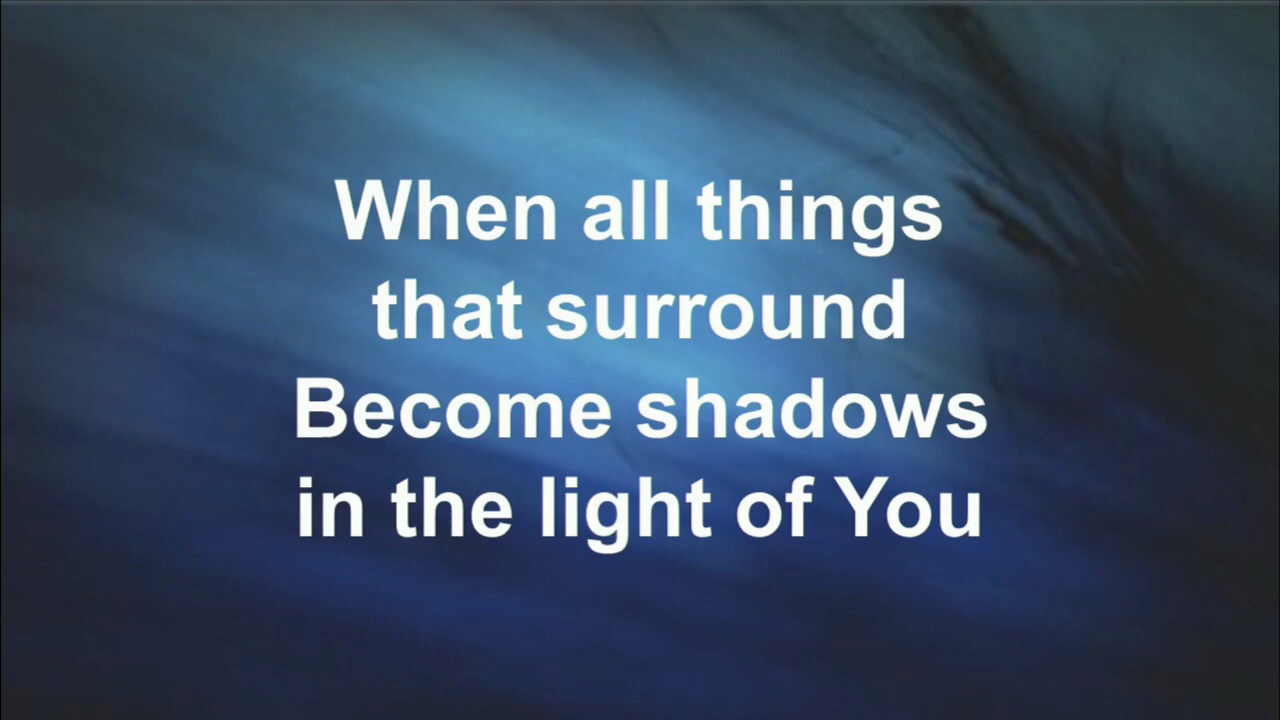 When all things
that surround
Become shadows
in the light of You